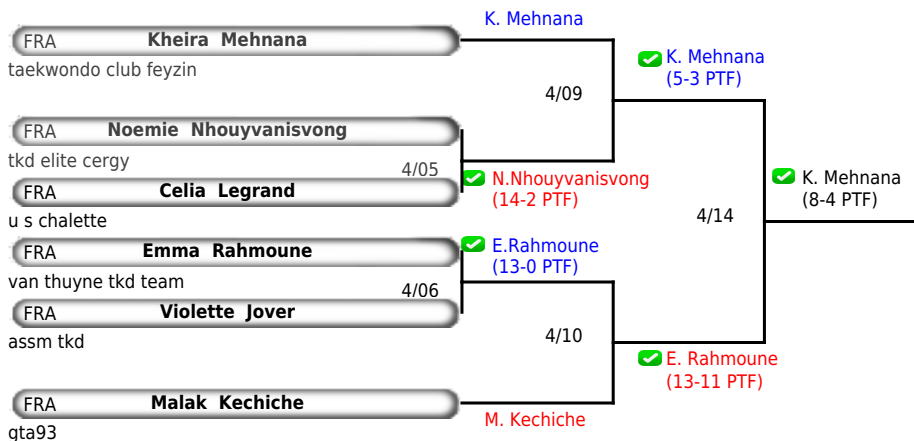 K. Mehnana
FRA Kheira Mehnana
taekwondo club feyzin
K. Mehnana
(5-3 PTF)
4/09
FRA Noemie Nhouyvanisvong
tkd elite cergy
4/05
FRA Celia Legrand
N.Nhouyvanisvong
(14-2 PTF)
u s chalette
K. Mehnana
(8-4 PTF)
4/14
FRA Emma Rahmoune
E.Rahmoune
(13-0 PTF)
van thuyne tkd team
4/06
FRA Violette Jover
assm tkd
4/10
E. Rahmoune
(13-11 PTF)
FRA Malak Kechiche
M. Kechiche
gta93